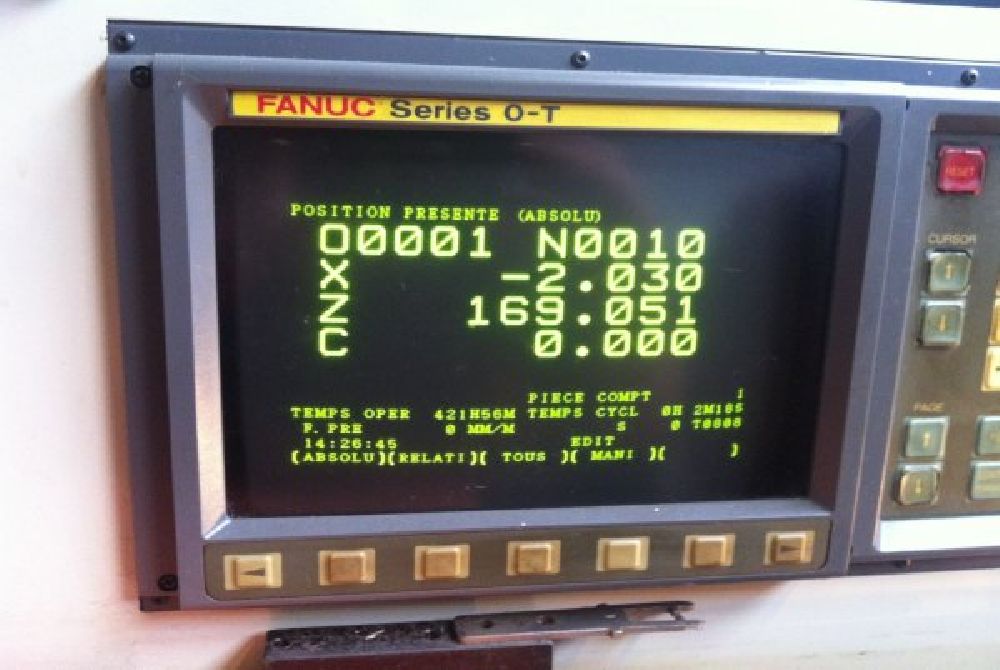 FANUC Series O-T
POSITION PRESENTE (ABSOLU)
O0001 N0010
X -2.030
Z 169.051
C 0.000
PIECE COMPT 1
TEMPS OPER 421H56M TEMPS CYCL 0H 2M18S
F. PRE 0 MM/M S 0 T0808
14:26:45 EDIT
[ABSOLU][RELATI][ TOUS ][ MANI ][ ]
RESET
CURSOR
PAGE